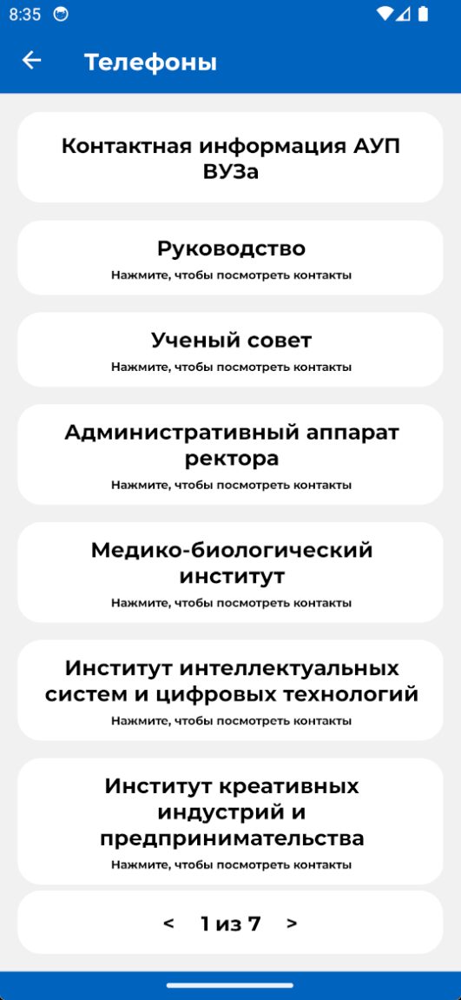 8:35
Телефоны
Контактная информация АУП
ВУЗа
Руководство
Нажмите, чтобы посмотреть контакты
Ученый совет
Нажмите, чтобы посмотреть контакты
Административный аппарат
ректора
Нажмите, чтобы посмотреть контакты
Медико-биологический
институт
Нажмите, чтобы посмотреть контакты
Институт интеллектуальных
систем и цифровых технологий
Нажмите, чтобы посмотреть контакты
Институт креативных
индустрий и
предпринимательства
Нажмите, чтобы посмотреть контакты
< 1 из 7 >